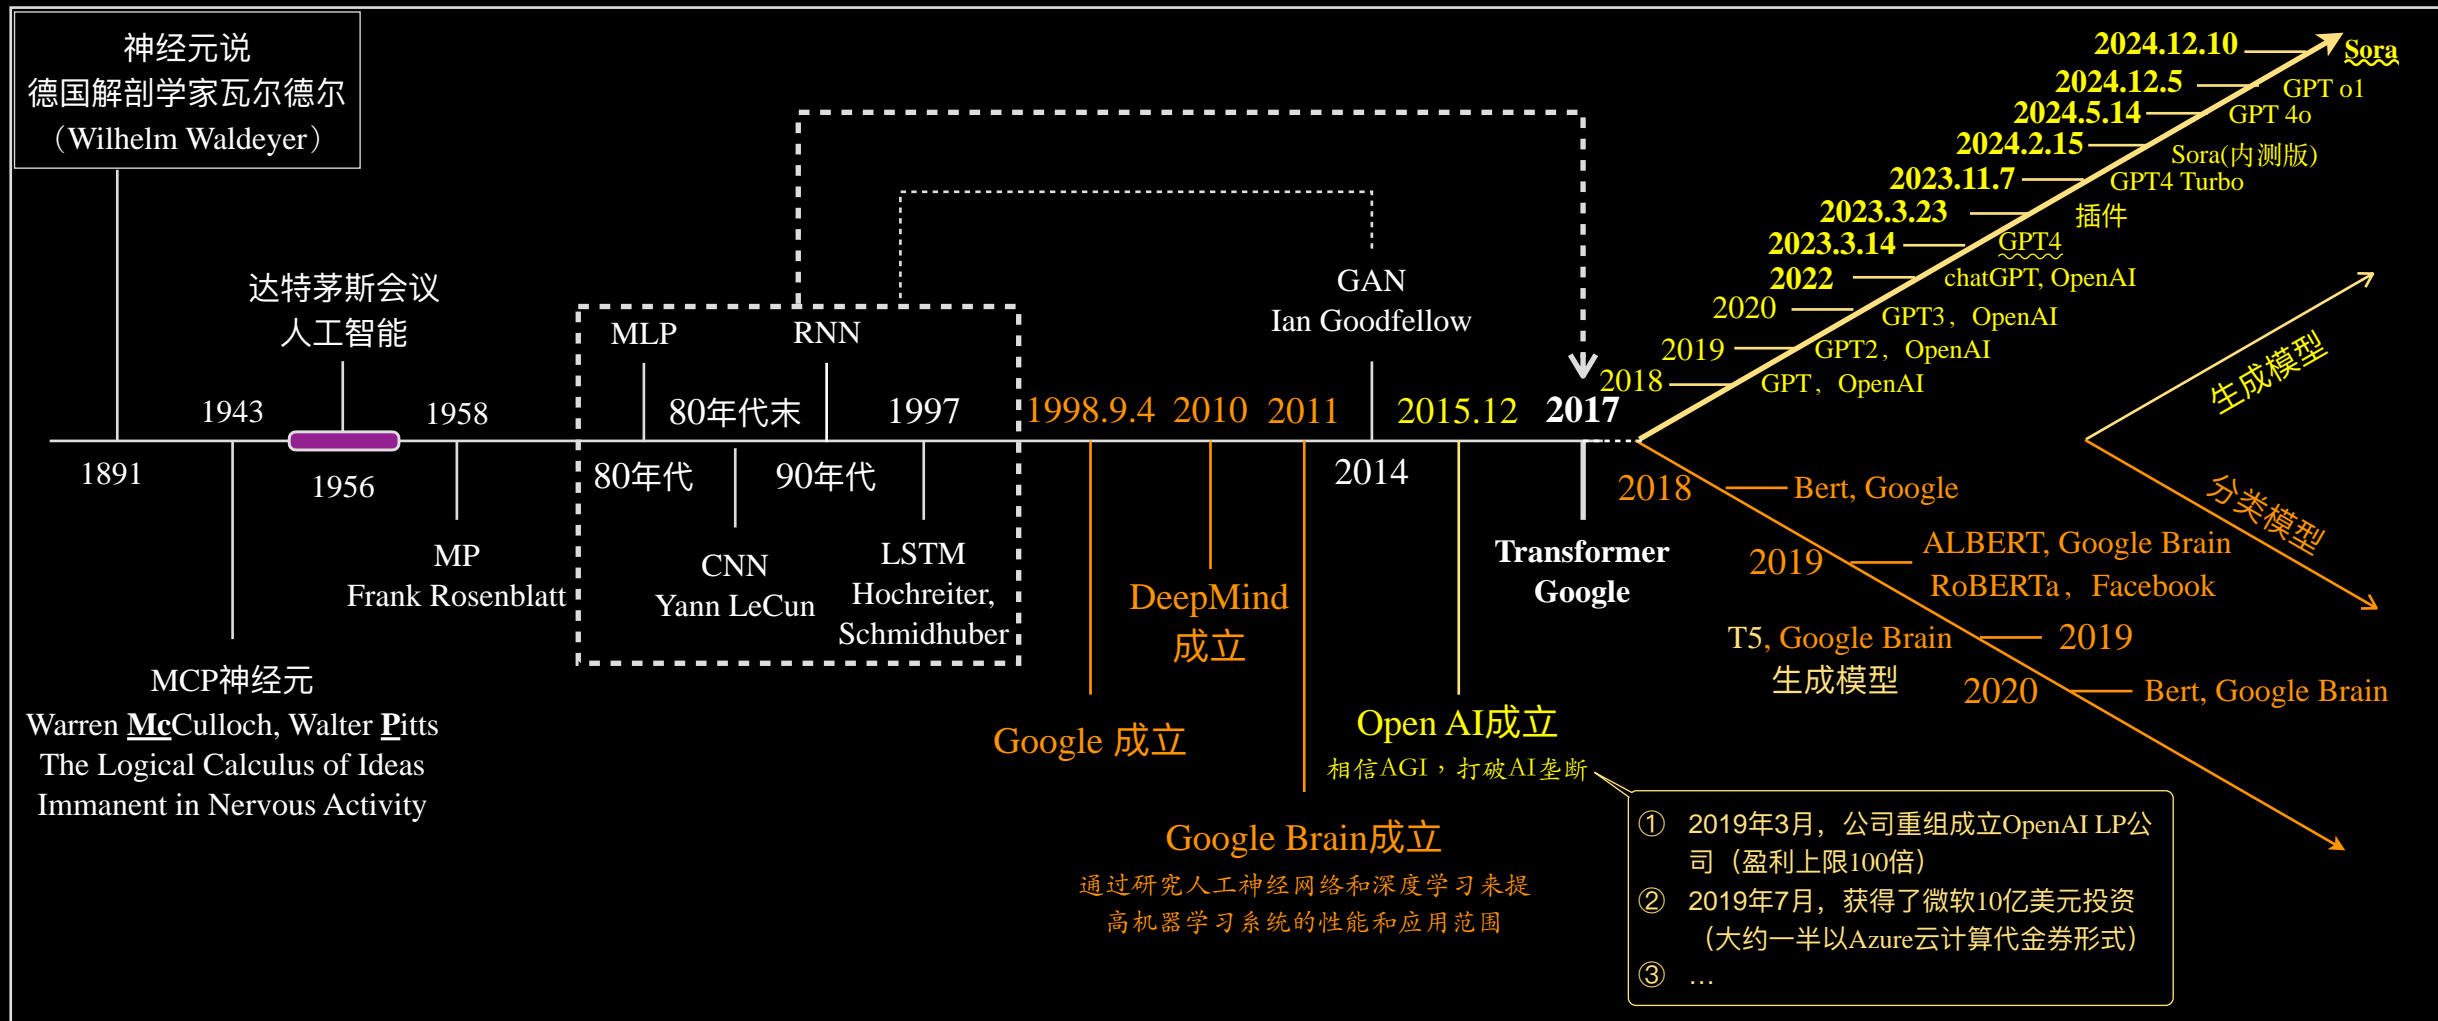 神经元说
德国解剖学家瓦尔德尔
（Wilhelm Waldeyer）
1891
1943
MCP神经元
Warren McCulloch, Walter Pitts
The Logical Calculus of Ideas
Immanent in Nervous Activity
达特茅斯会议
人工智能
1956
1958
MP
Frank Rosenblatt
MLP
80年代
80年代末
CNN
Yann LeCun
RNN
90年代
1997
LSTM
Hochreiter,
Schmidhuber
1998.9.4
Google 成立
2010
DeepMind
成立
2011
Google Brain成立
通过研究人工神经网络和深度学习来提
高机器学习系统的性能和应用范围
GAN
Ian Goodfellow
2014
2015.12
Open AI成立
相信AGI，打破AI垄断
① 2019年3月，公司重组成立OpenAI LP公
司（盈利上限100倍）
② 2019年7月，获得了微软10亿美元投资
（大约一半以Azure云计算代金券形式）
③ …
2017
Transformer
Google
2024.12.10 Sora
2024.12.5 GPT o1
2024.5.14 GPT 4o
2024.2.15 Sora(内测版)
2023.11.7 GPT4 Turbo
2023.3.23 插件
2023.3.14 GPT4
2022 chatGPT, OpenAI
2020 GPT3，OpenAI
2019 GPT2，OpenAI
2018 GPT，OpenAI
生成模型
分类模型
2018 Bert, Google
2019 ALBERT, Google Brain
RoBERTa，Facebook
T5, Google Brain 2019
生成模型
2020 Bert, Google Brain